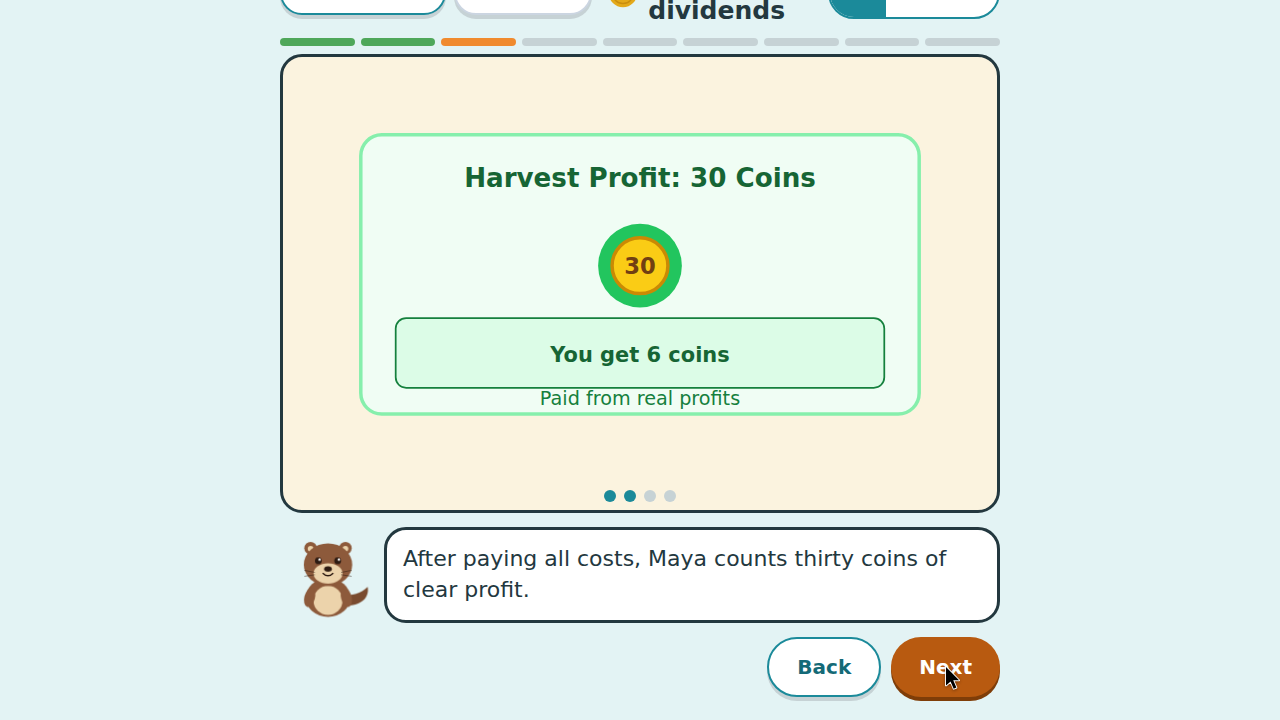 dividends
Harvest Profit: 30 Coins
30
You get 6 coins
Paid from real profits
After paying all costs, Maya counts thirty coins of
clear profit.
Back
Next